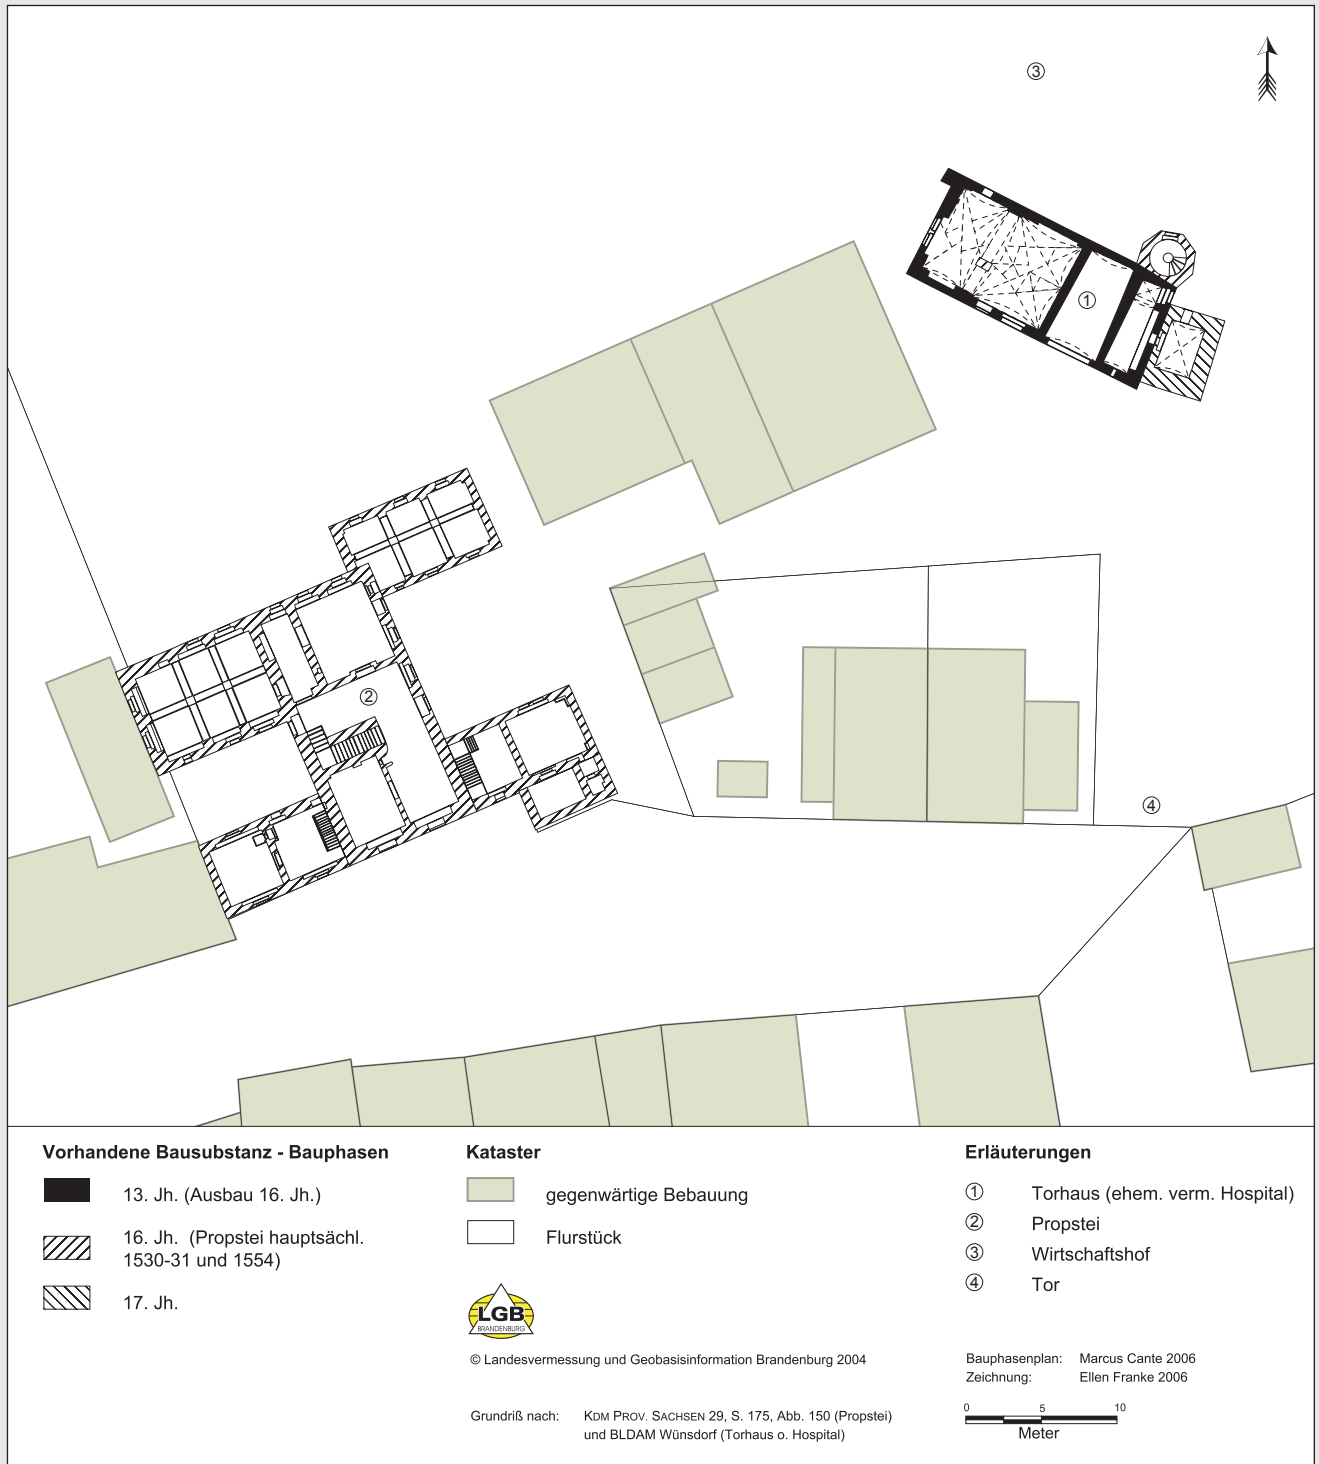 ③
①
②
④
Vorhandene Bausubstanz - Bauphasen
13. Jh. (Ausbau 16. Jh.)
16. Jh. (Propstei hauptsächl.
1530-31 und 1554)
17. Jh.
Kataster
gegenwärtige Bebauung
Flurstück
LGB
BRANDENBURG
© Landesvermessung und Geobasisinformation Brandenburg 2004
Grundriß nach: KDM PROV. SACHSEN 29, S. 175, Abb. 150 (Propstei)
und BLDAM Wünsdorf (Torhaus o. Hospital)
Erläuterungen
① Torhaus (ehem. verm. Hospital)
② Propstei
③ Wirtschaftshof
④ Tor
Bauphasenplan: Marcus Cante 2006
Zeichnung: Ellen Franke 2006
0 5 10
Meter